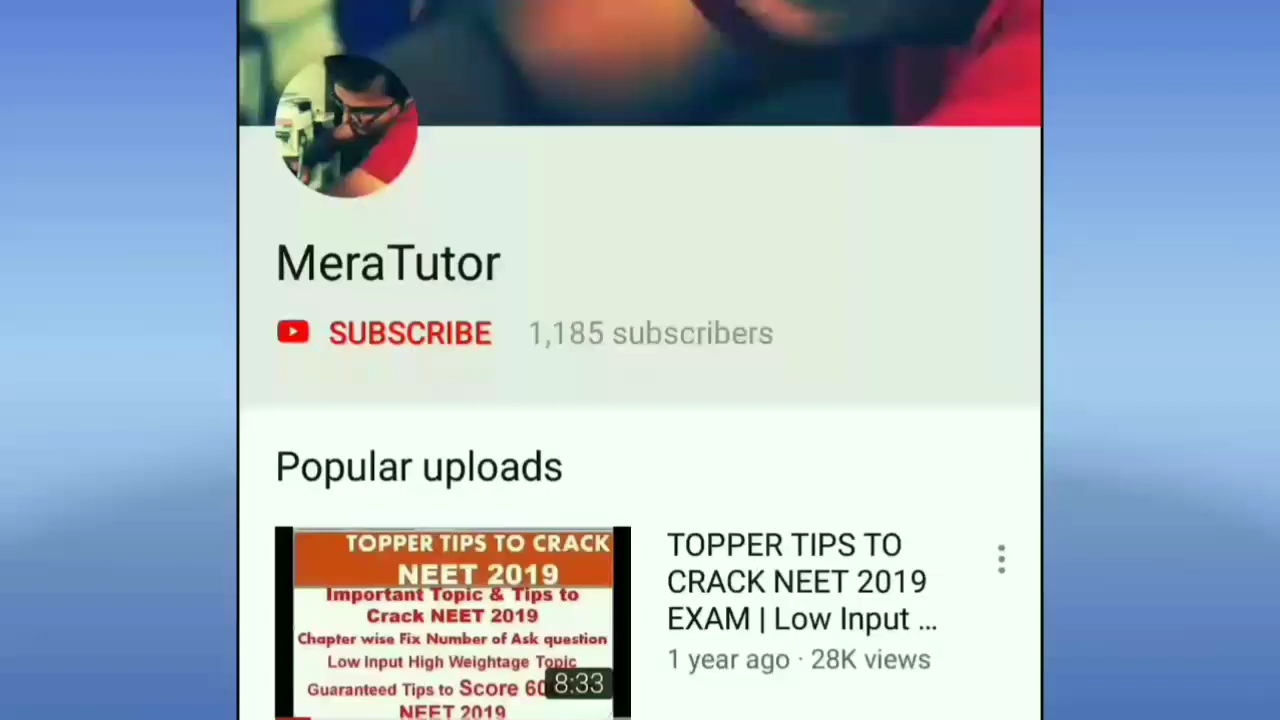 MeraTutor
SUBSCRIBE 1,185 subscribers
Popular uploads
TOPPER TIPS TO CRACK
NEET 2019
Important Topic & Tips to
Crack NEET 2019
Chapter wise Fix Number of Ask question
Low Input High Weightage Topic
Guaranteed Tips to Score 60
NEET 2019
8:33
TOPPER TIPS TO
CRACK NEET 2019
EXAM | Low Input ...
1 year ago · 28K views